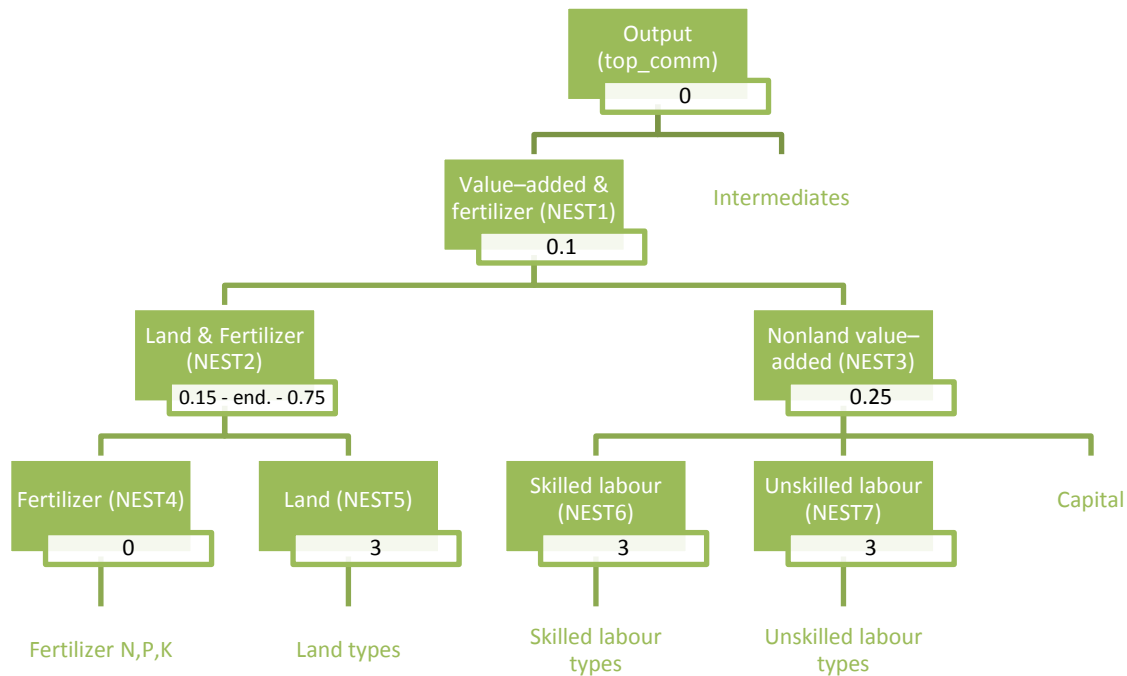 Output
(top_comm)
0
Value–added &
fertilizer (NEST1)
0.1
Intermediates
Land & Fertilizer
(NEST2)
0.15 - end. - 0.75
Nonland value–
added (NEST3)
0.25
Fertilizer (NEST4)
0
Land (NEST5)
3
Skilled labour
(NEST6)
3
Unskilled labour
(NEST7)
3
Capital
Fertilizer N,P,K
Land types
Skilled labour
types
Unskilled labour
types